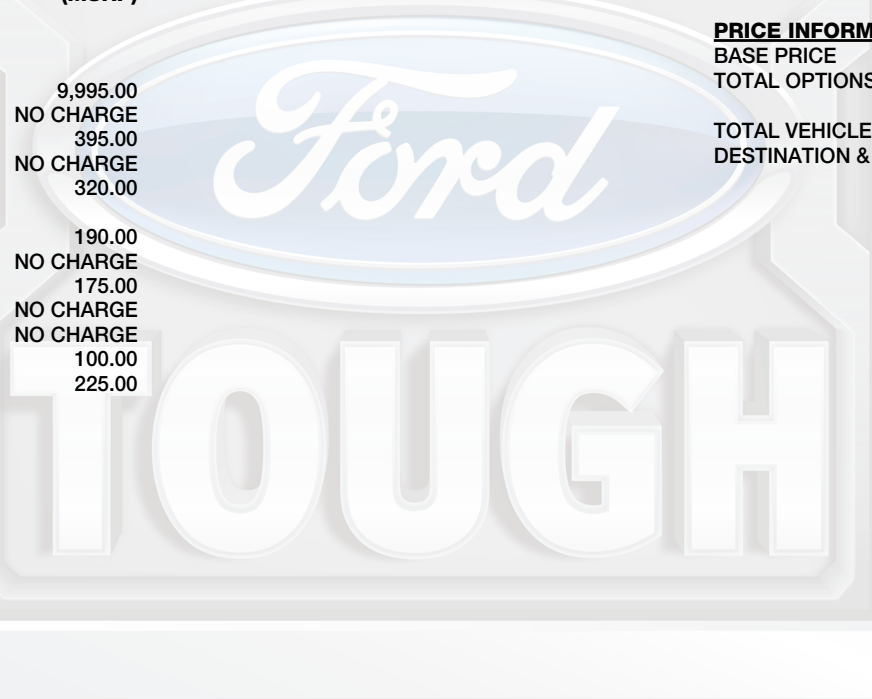 (MSRP)
9,995.00
NO CHARGE
395.00
NO CHARGE
320.00
190.00
NO CHARGE
175.00
NO CHARGE
NO CHARGE
100.00
225.00
PRICE INFORM
BASE PRICE
TOTAL OPTIONS
TOTAL VEHICLE
DESTINATION &
Ford
TOUGH